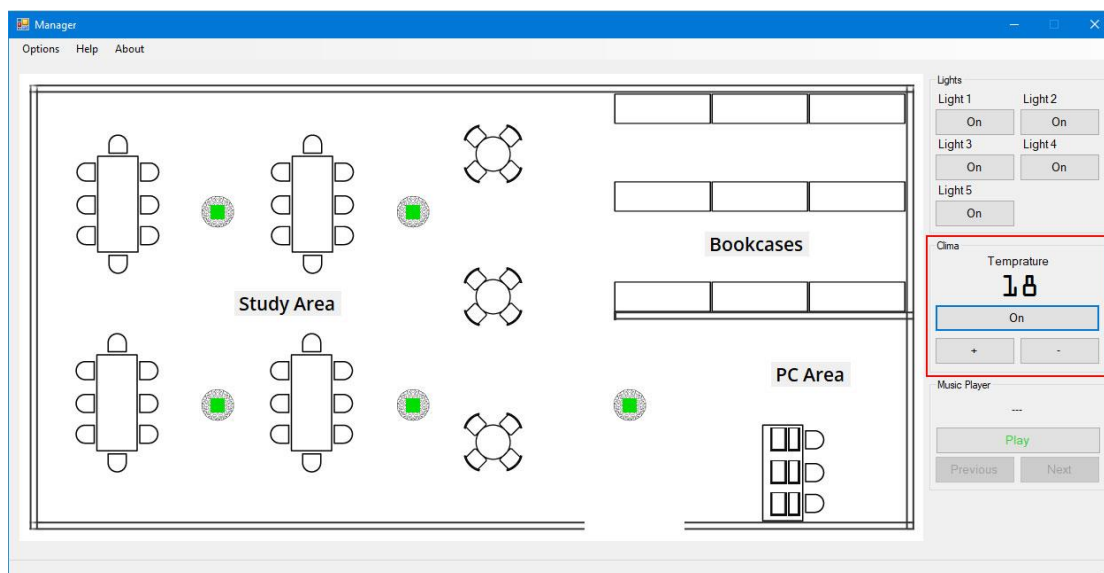 Manager
Options Help About
Lights
Light 1 Light 2
On On
Light 3 Light 4
On On
Light 5
On
Bookcases
Clima
Temprature
18
On
+ -
Study Area
PC Area
Music Player
---
Play
Previous Next